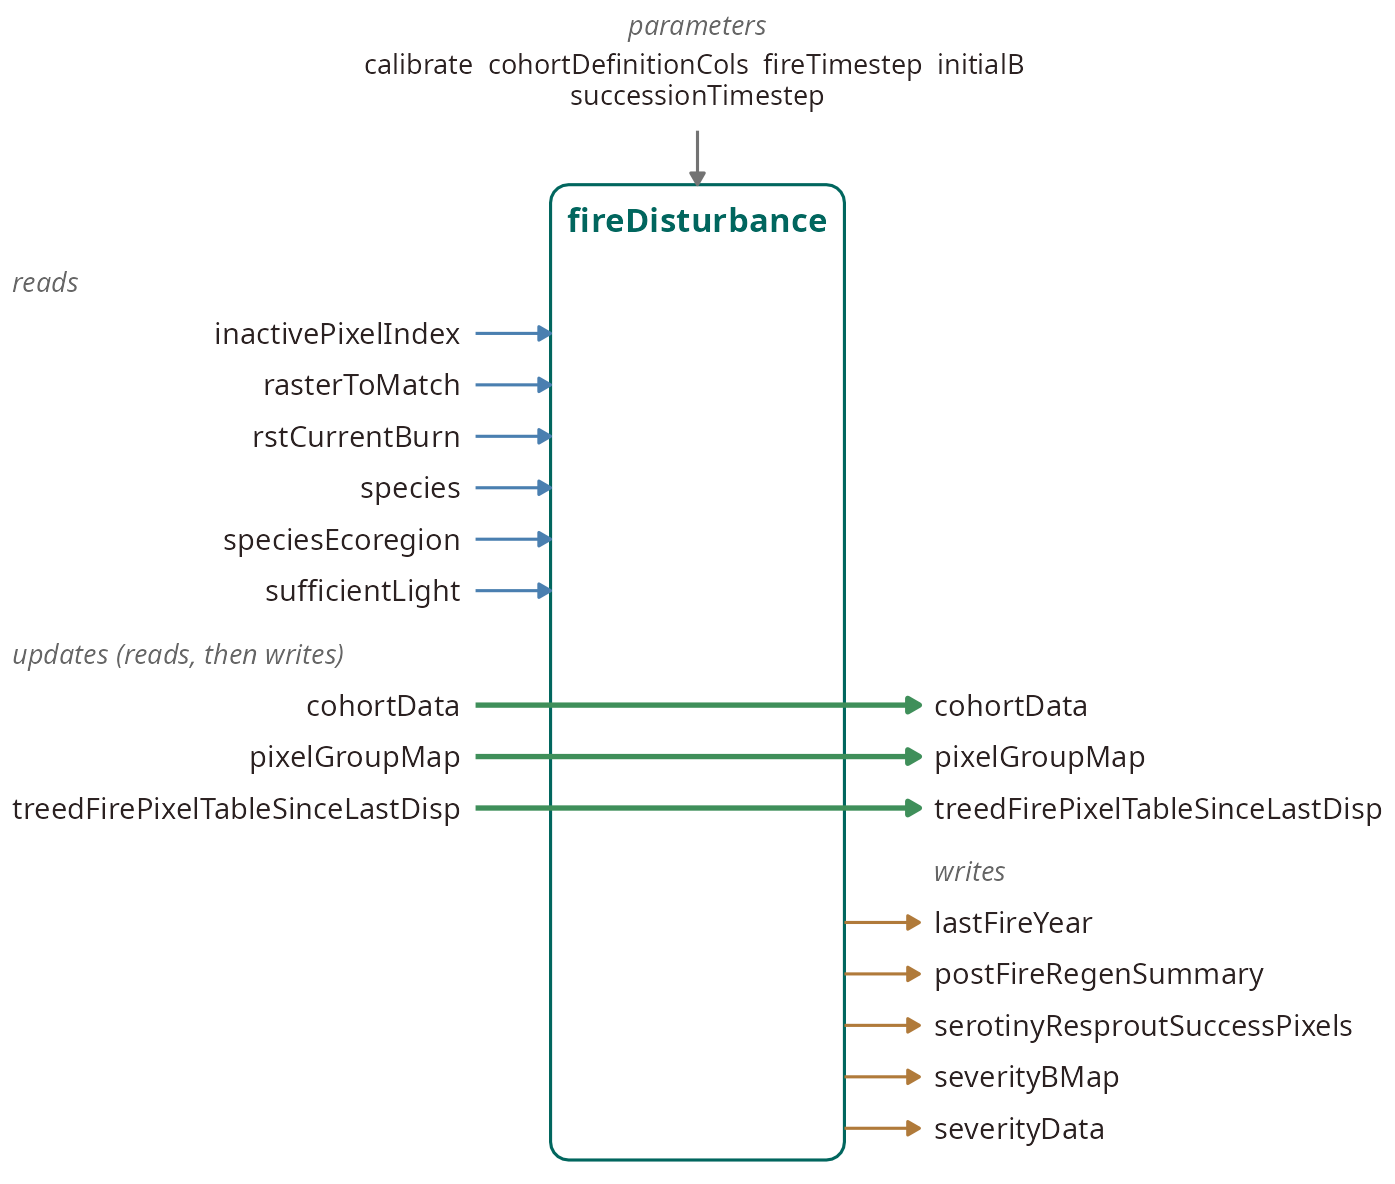 parameters
calibrate cohortDefinitionCols fireTimestep initialB
successionTimestep
fireDisturbance
reads
inactivePixelIndex
rasterToMatch
rstCurrentBurn
species
speciesEcoregion
sufficientLight
updates (reads, then writes)
cohortData cohortData
pixelGroupMap pixelGroupMap
treedFirePixelTableSinceLastDisp treedFirePixelTableSinceLastDisp
writes
lastFireYear
postFireRegenSummary
serotinyResproutSuccessPixels
severityBMap
severityData